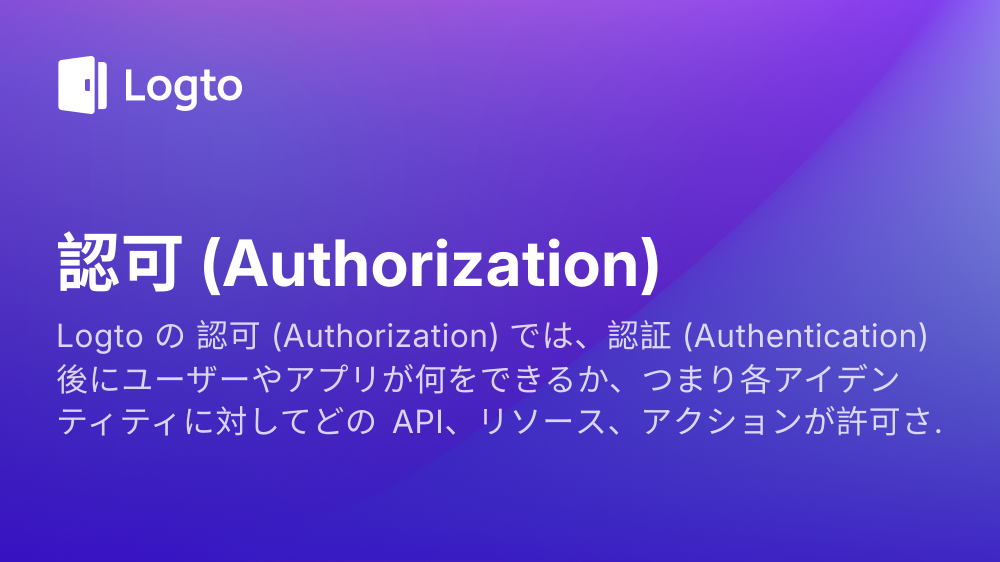 Logto
認可 (Authorization)
Logto の 認可 (Authorization) では、認証 (Authentication)
後にユーザーやアプリが何をできるか、つまり各アイデン
ティティに対してどの API、リソース、アクションが許可さ.